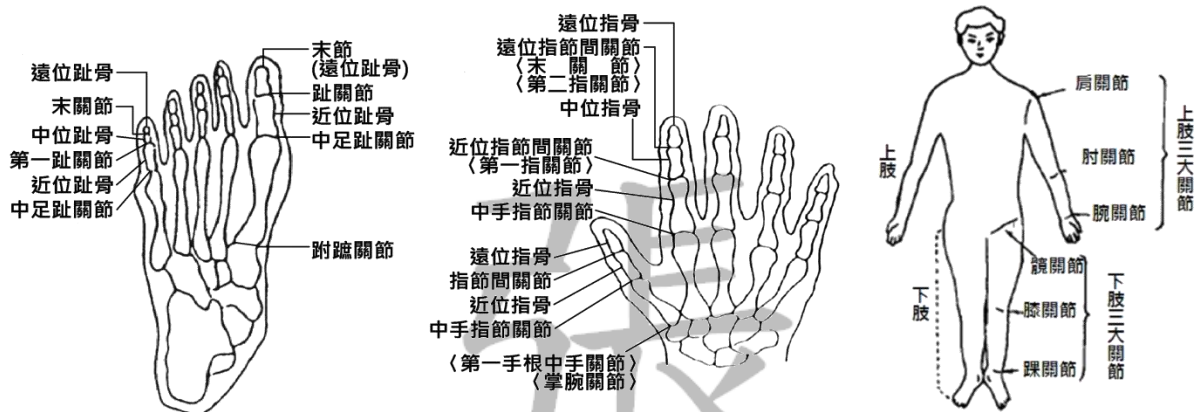 遠位趾骨
末關節
中位趾骨
第一趾關節
近位趾骨
中足趾關節
末節
(遠位趾骨)
趾關節
近位趾骨
中足趾關節
跗蹠關節
遠位指骨
遠位指節間關節
〈末關節〉
〈第二指關節〉
中位指骨
近位指節間關節
〈第一指關節〉
近位指骨
中手指節關節
遠位指骨
指節間關節
近位指骨
中手指節關節
〈第一手根中手關節〉
〈掌腕關節〉
上肢
肩關節
肘關節
腕關節
上肢三大關節
下肢
髖關節
膝關節
踝關節
下肢三大關節